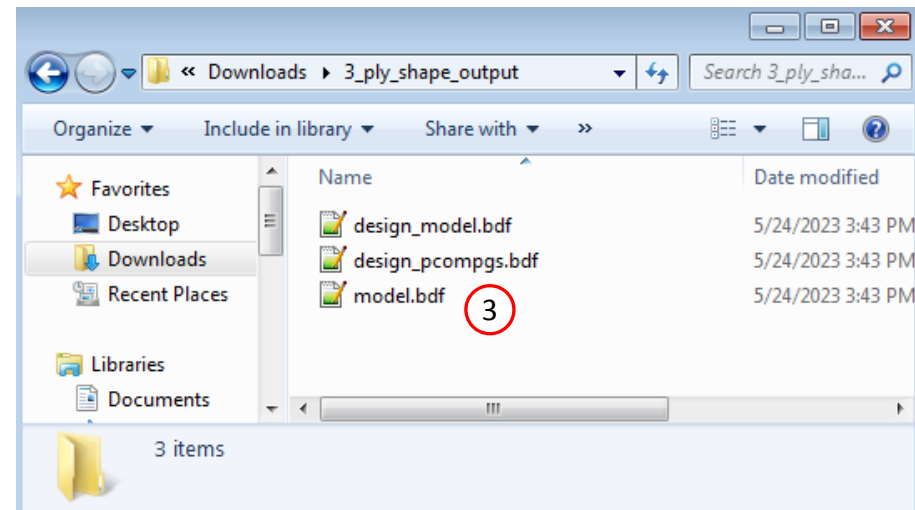 « Downloads ▸ 3_ply_shape_output
Search 3_ply_sha...
Organize Include in library Share with »
Name Date modified
Favorites
Desktop
Downloads
Recent Places
Libraries
Documents
design_model.bdf 5/24/2023 3:43 PM
design_pcompgs.bdf 5/24/2023 3:43 PM
model.bdf 5/24/2023 3:43 PM
3
3 items